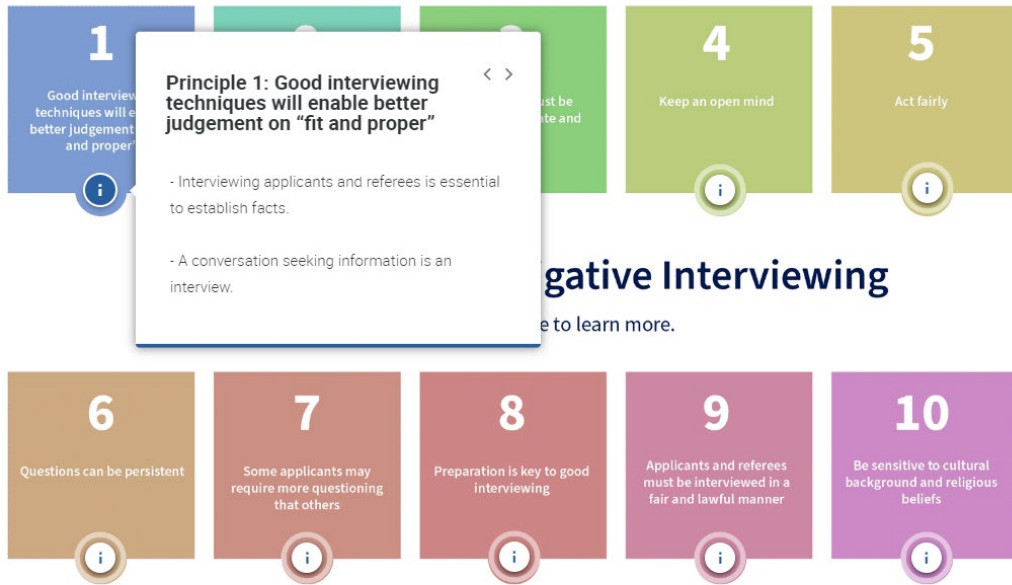 1
Good interview
techniques will e
better judgement
and proper"
Principle 1: Good interviewing
techniques will enable better
judgement on “fit and proper”
- Interviewing applicants and referees is essential
to establish facts.
- A conversation seeking information is an
interview.
ust be
ate and
4
Keep an open mind
5
Act fairly
gative Interviewing
e to learn more.
6
Questions can be persistent
7
Some applicants may
require more questioning
that others
8
Preparation is key to good
interviewing
9
Applicants and referees
must be interviewed in a
fair and lawful manner
10
Be sensitive to cultural
background and religious
beliefs